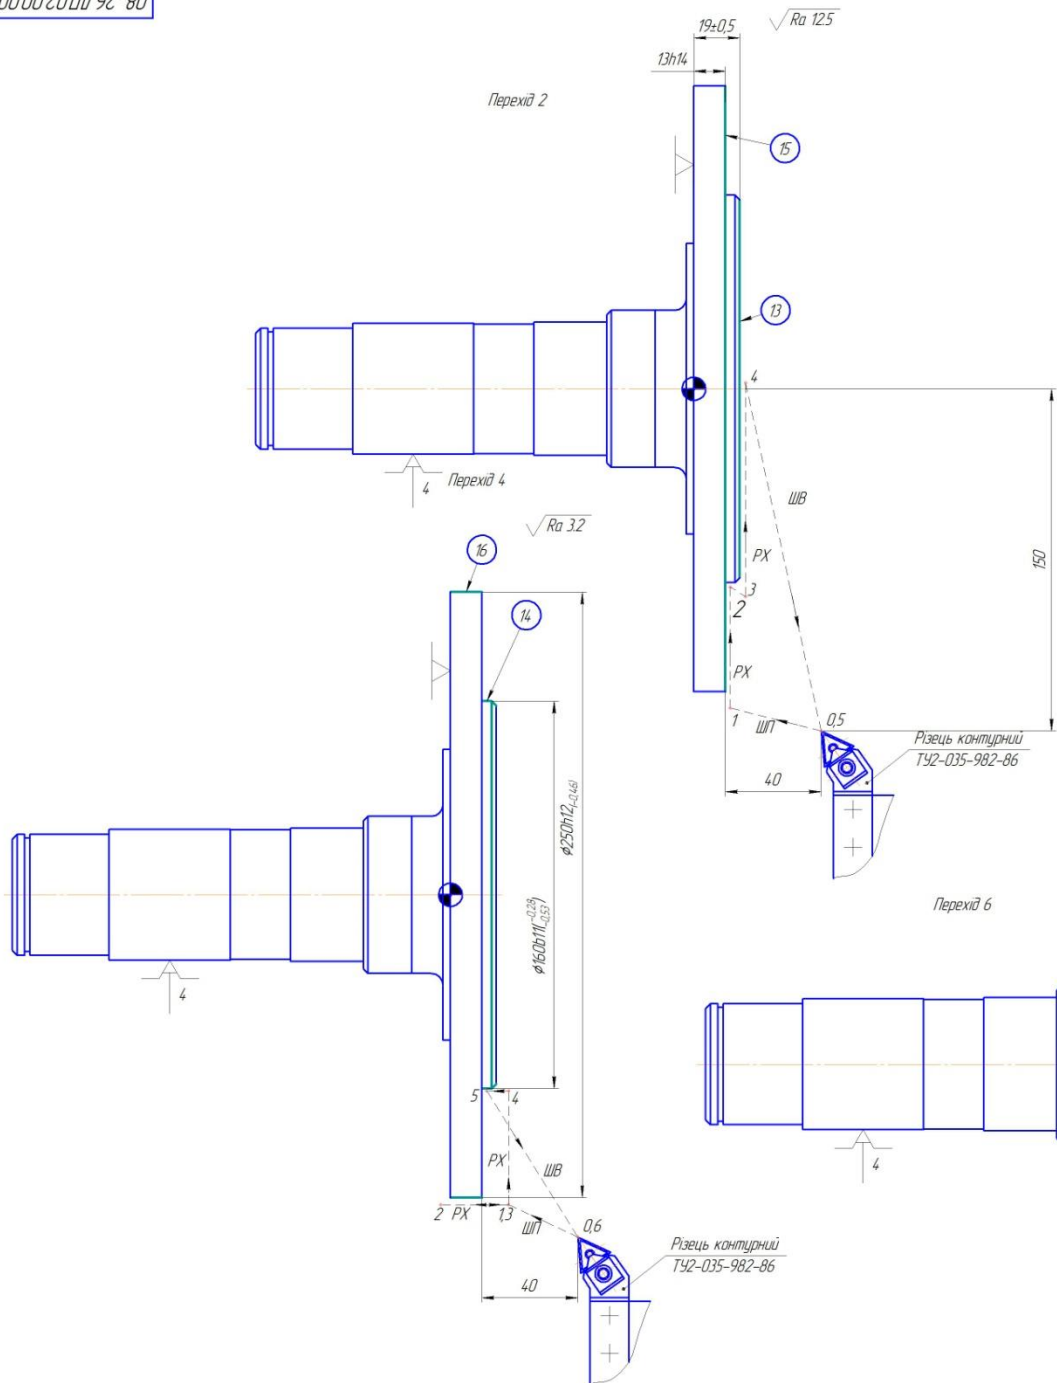 19±0,5
√ Ra 12.5
13h14
Перехід 2
15
13
4
ШВ
150
РХ
3
2
РХ
1
ШП
0,5
Різець контурний
ТУ2-035-982-86
40
4
Перехід 4
√ Ra 3.2
16
14
⌀250h12(-0,46)
⌀160b11(-0,28 -0,53)
4
5
4
РХ
ШВ
2
РХ
1,3
ШП
0,6
Різець контурний
ТУ2-035-982-86
40
Перехід 6
4